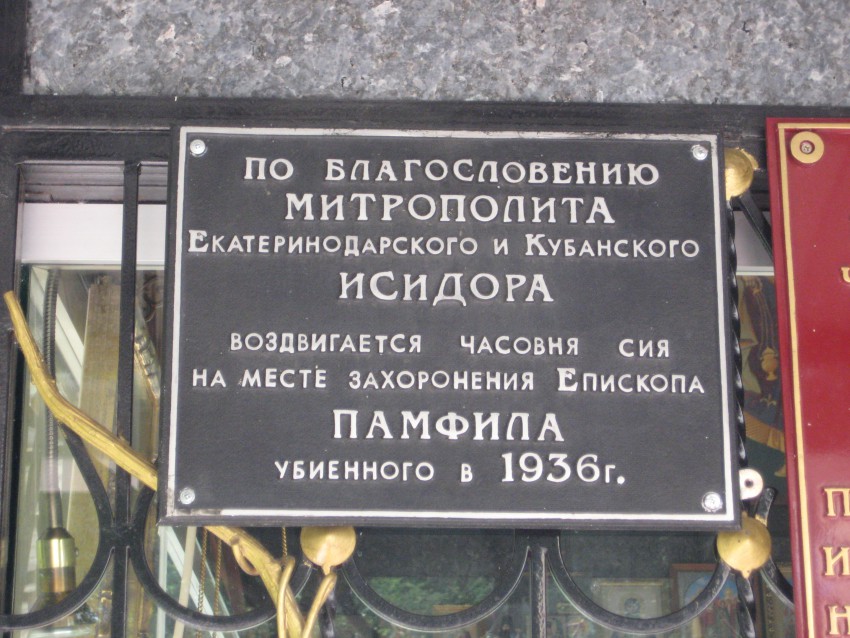 ПО БЛАГОСЛОВЕНИЮ
МИТРОПОЛИТА
ЕКАТЕРИНОДАРСКОГО И КУБАНСКОГО
ИСИДОРА
ВОЗДВИГАЕТСЯ ЧАСОВНЯ СИЯ
НА МЕСТЕ ЗАХОРОНЕНИЯ ЕПИСКОПА
ПАМФИЛА
УБИЕННОГО В 1936г.